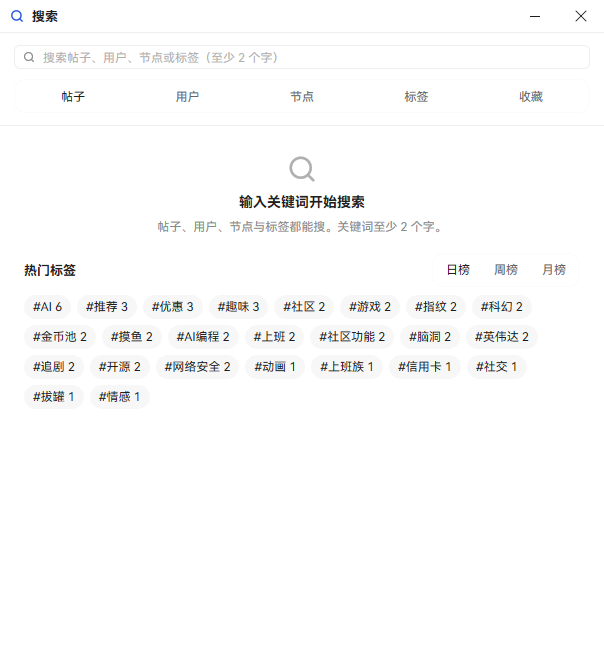 搜索
搜索帖子、用户、节点或标签（至少 2 个字）
帖子 用户 节点 标签 收藏
输入关键词开始搜索
帖子、用户、节点与标签都能搜。关键词至少 2 个字。
热门标签 日榜 周榜 月榜
#AI 6 #推荐 3 #优惠 3 #趣味 3 #社区 2 #游戏 2 #指纹 2 #科幻 2
#金币池 2 #摸鱼 2 #AI编程 2 #上班 2 #社区功能 2 #脑洞 2 #英伟达 2
#追剧 2 #开源 2 #网络安全 2 #动画 1 #上班族 1 #信用卡 1 #社交 1
#拔罐 1 #情感 1